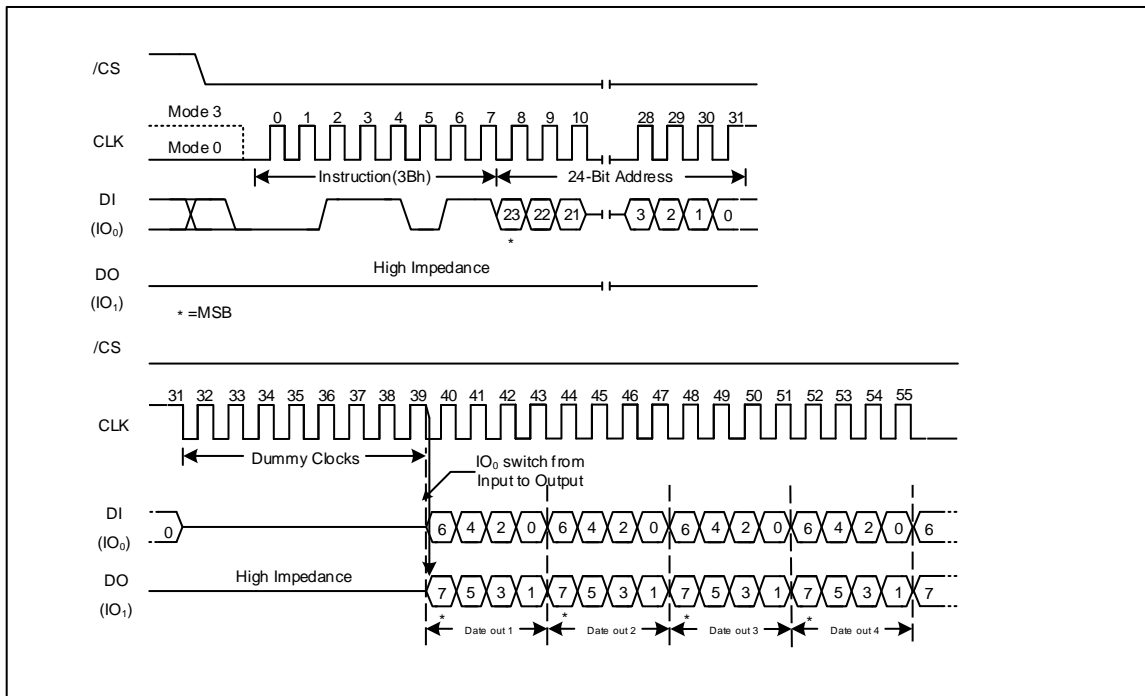 /CS
Mode 3
CLK
Mode 0
0 1 2 3 4 5 6 7 8 9 10 28 29 30 31
Instruction(3Bh)
24-Bit Address
DI
(IO₀)
23 22 21 3 2 1 0
*
DO
(IO₁)
High Impedance
* =MSB
/CS
31 32 33 34 35 36 37 38 39 40 41 42 43 44 45 46 47 48 49 50 51 52 53 54 55
CLK
Dummy Clocks
IO₀ switch from
Input to Output
DI
(IO₀)
0 6 4 2 0 6 4 2 0 6 4 2 0 6 4 2 0 6
DO
(IO₁)
High Impedance
7 5 3 1 7 5 3 1 7 5 3 1 7 5 3 1 7
* * * *
Date out 1 Date out 2 Date out 3 Date out 4